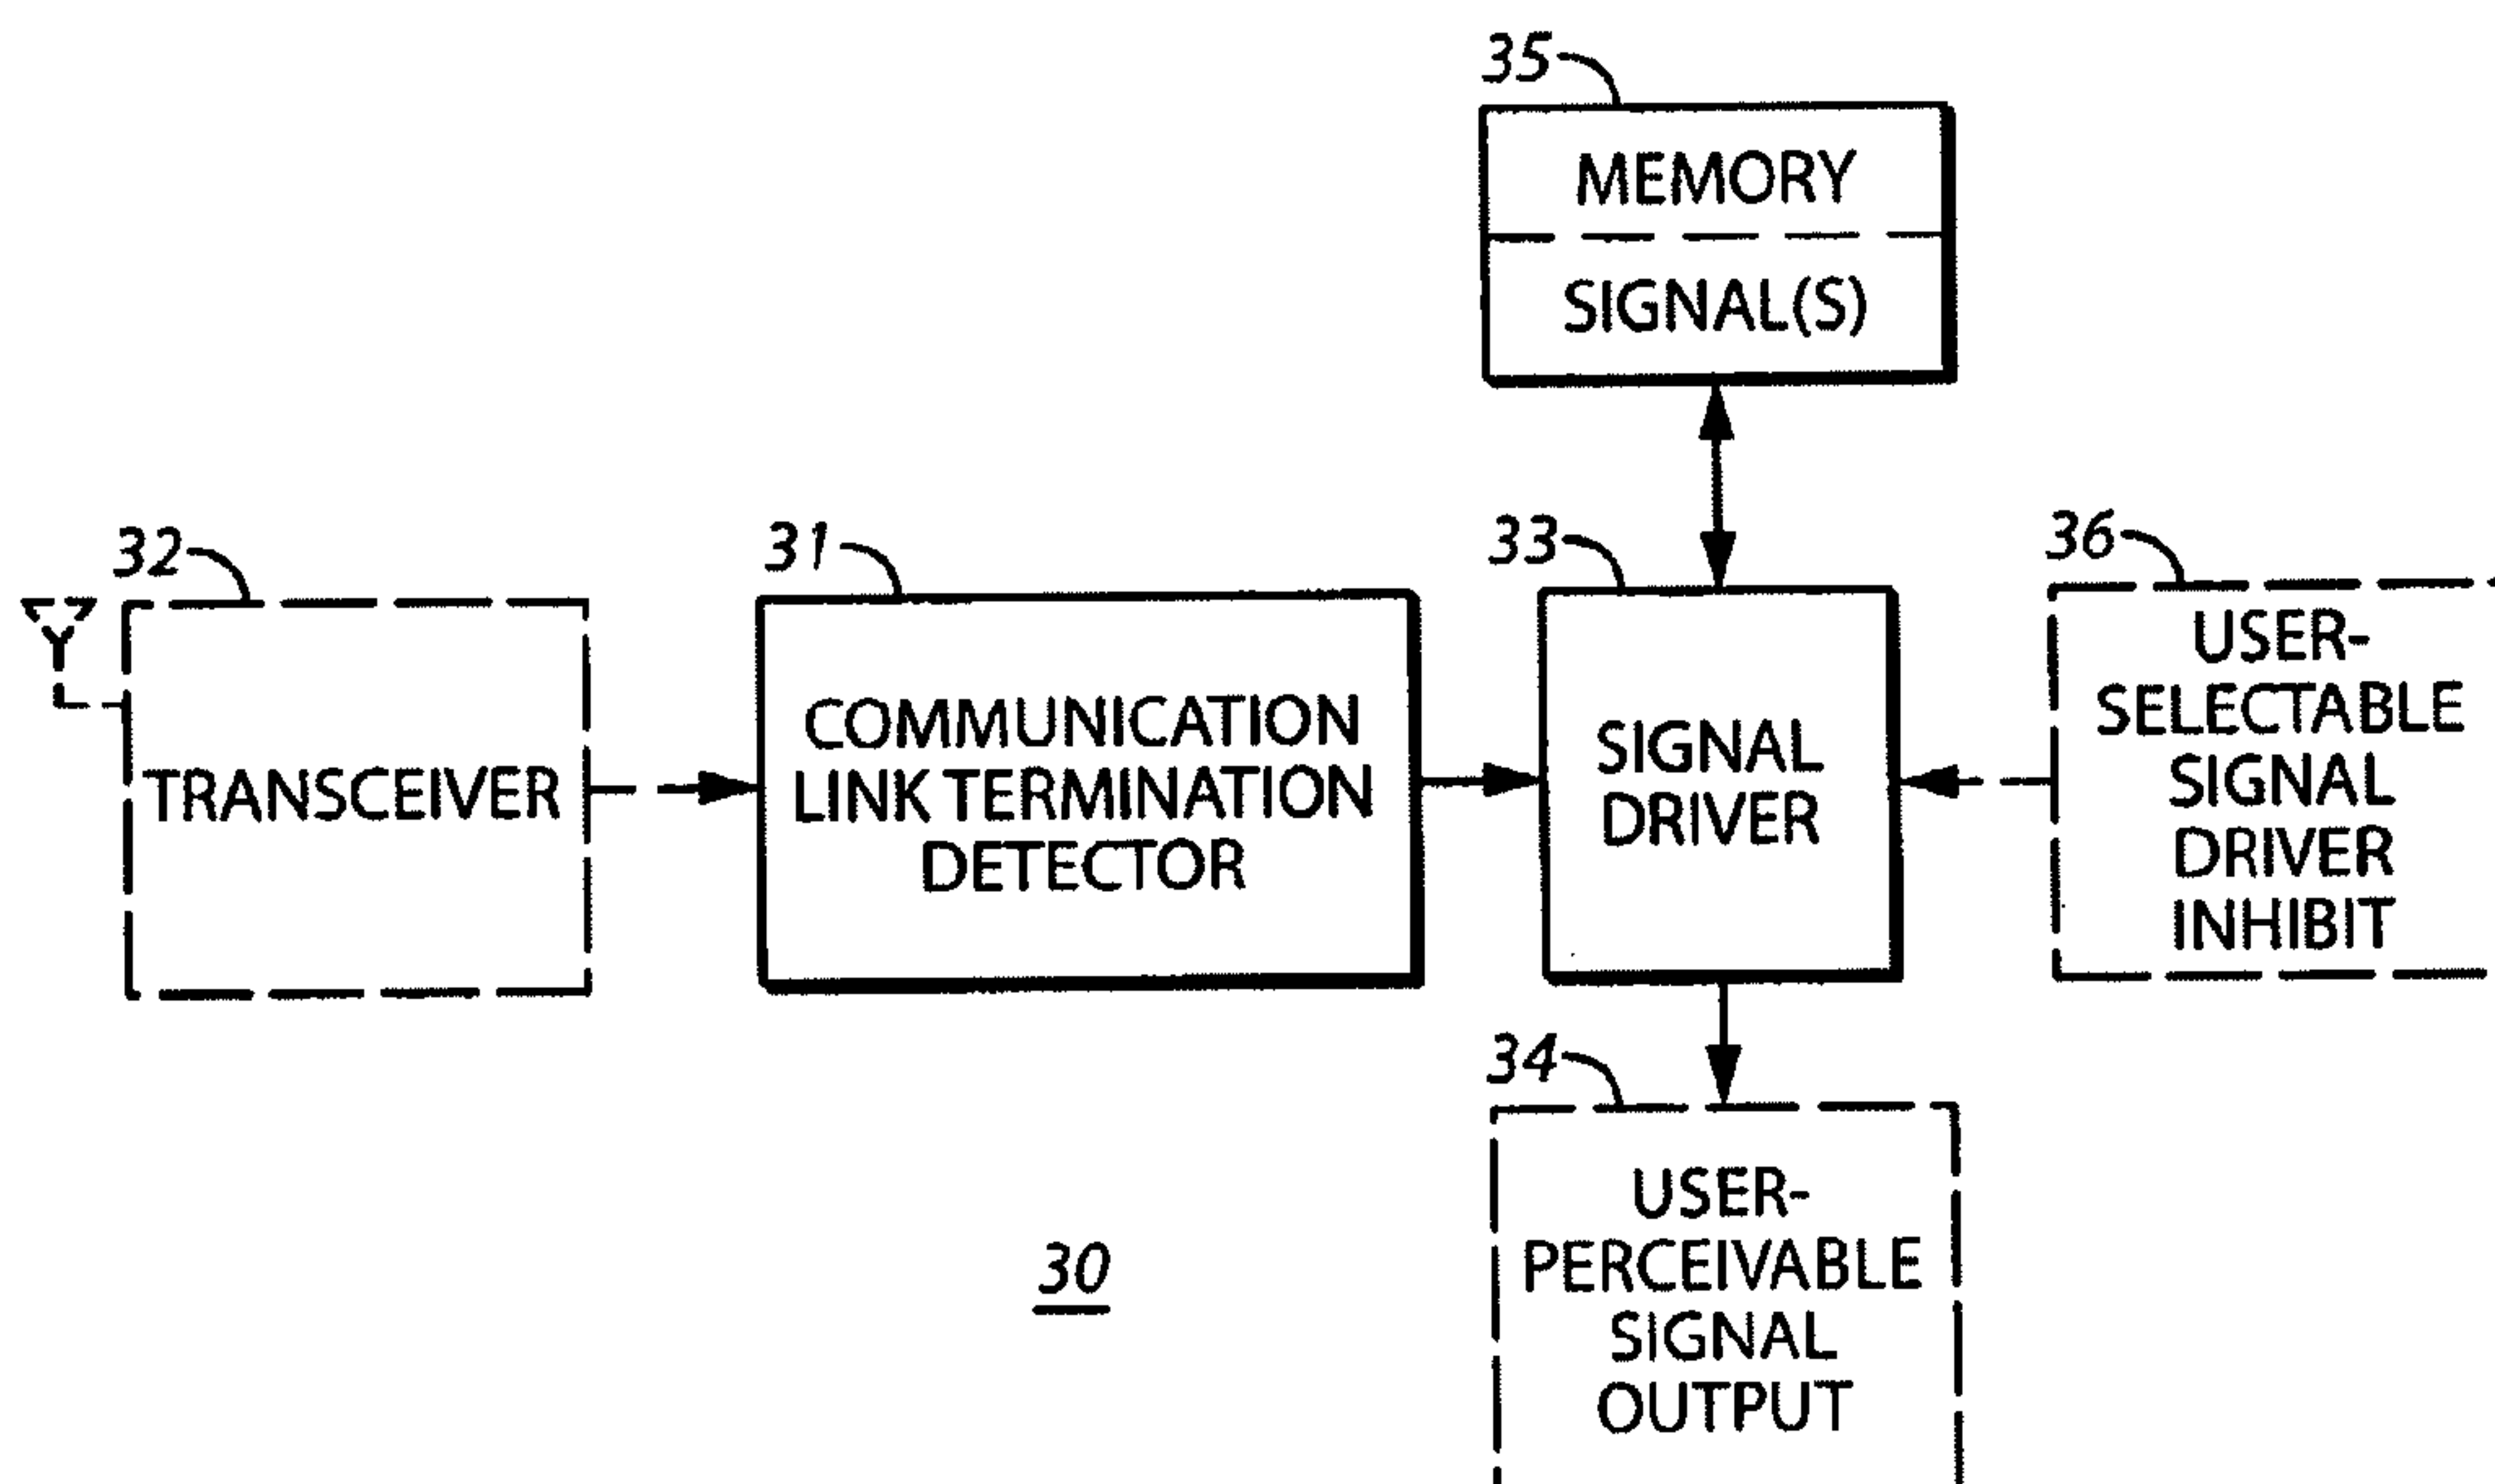 35
MEMORY
SIGNAL(S)
32
31
33
36
TRANSCEIVER
COMMUNICATION
LINK TERMINATION
DETECTOR
SIGNAL
DRIVER
USER-
SELECTABLE
SIGNAL
DRIVER
INHIBIT
34
USER-
PERCEIVABLE
SIGNAL
OUTPUT
30